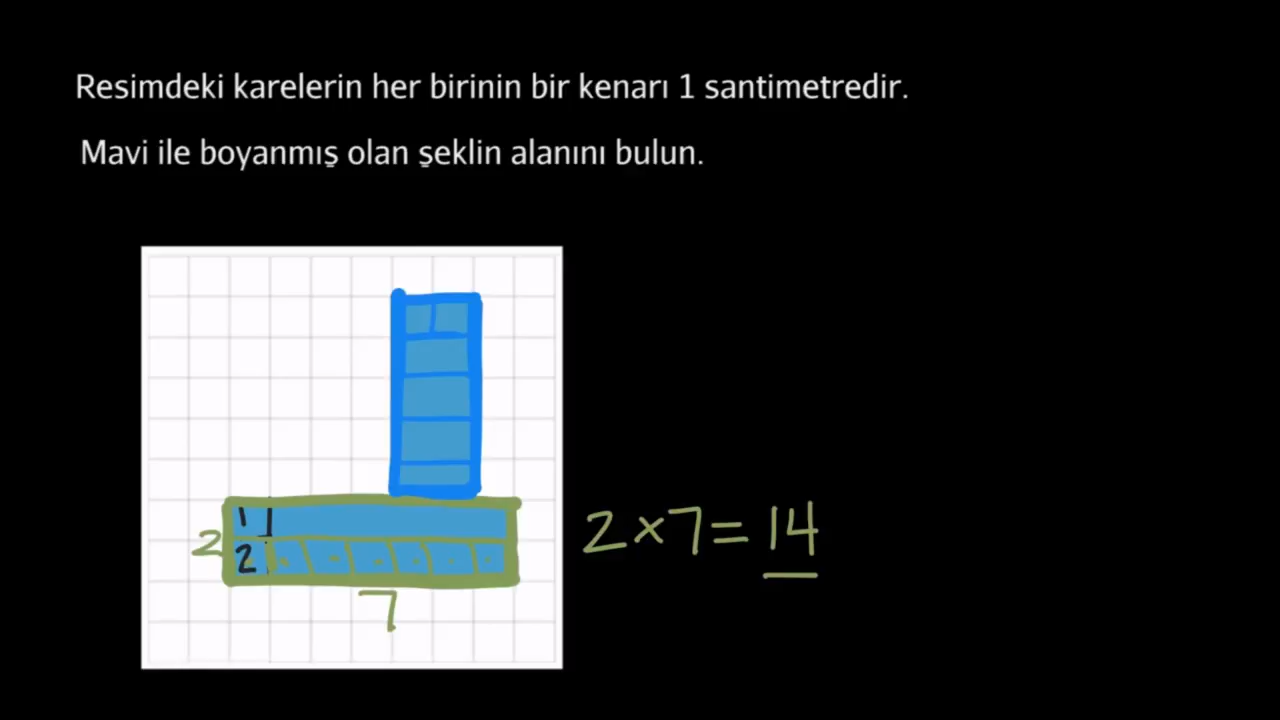 Resimdeki karelerin her birinin bir kenarı 1 santimetredir.
Mavi ile boyanmış olan şeklin alanını bulun.
1
2
2
7
2×7=14